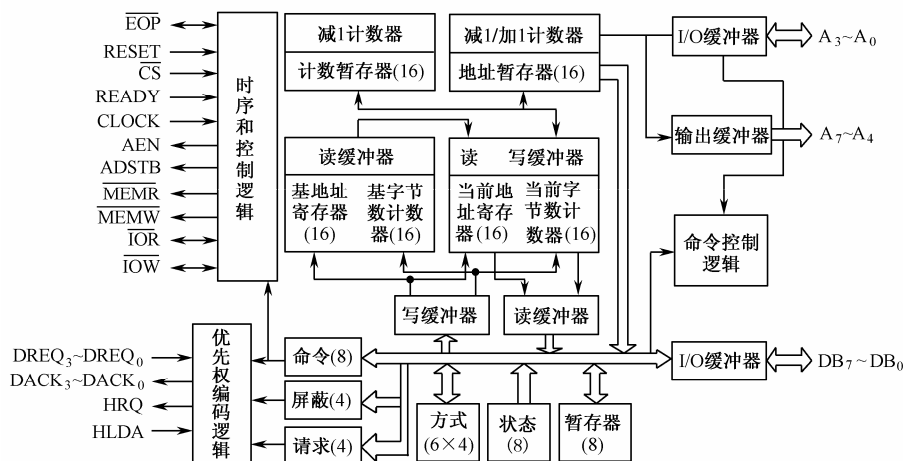 EOP
RESET
CS
READY
CLOCK
AEN
ADSTB
MEMR
MEMW
IOR
IOW
时序和控制逻辑
减1计数器
计数暂存器(16)
减1/加1计数器
地址暂存器(16)
I/O缓冲器
A3~A0
输出缓冲器
A7~A4
读缓冲器
基地址
寄存器
(16)
基字节
数计数
器(16)
读 写缓冲器
当前地
址寄存
器(16)
当前字
节数计
数器(16)
命令控制
逻辑
写缓冲器
读缓冲器
DREQ3~DREQ0
DACK3~DACK0
HRQ
HLDA
优先权编码逻辑
命令(8)
屏蔽(4)
请求(4)
方式
(6×4)
状态
(8)
暂存器
(8)
I/O缓冲器
DB7~DB0